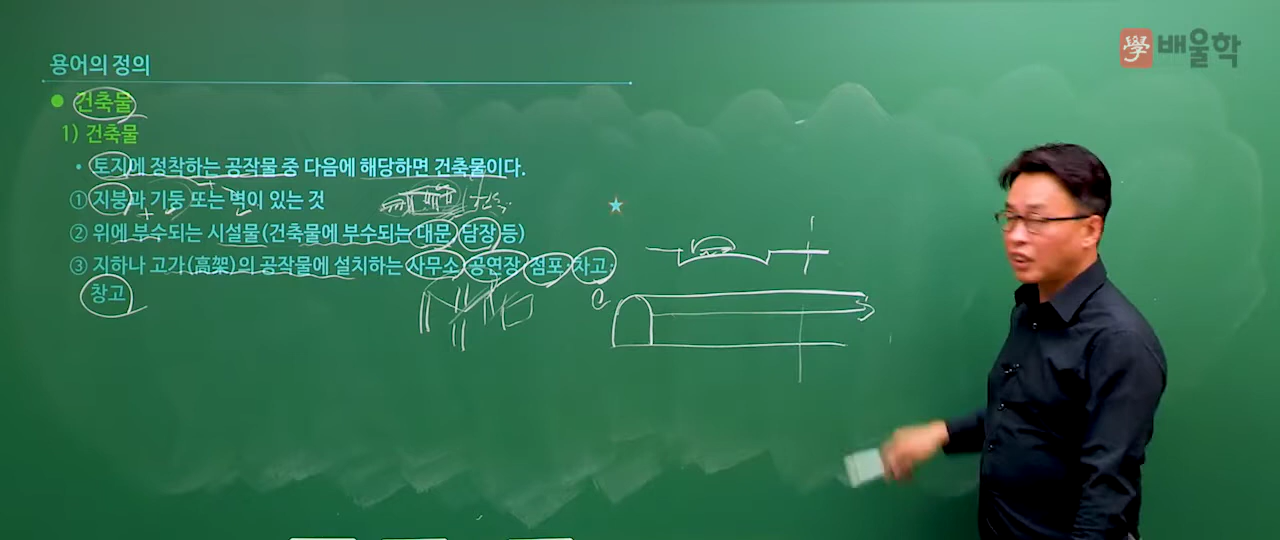 學 배울학
용어의 정의
건축물
1) 건축물
• 토지에 정착하는 공작물 중 다음에 해당하면 건축물이다.
① 지붕과 기둥 또는 벽이 있는 것
② 위에 부수되는 시설물(건축물에 부수되는 대문, 담장 등)
③ 지하나 고가(高架)의 공작물에 설치하는 사무소, 공연장, 점포, 차고,
창고